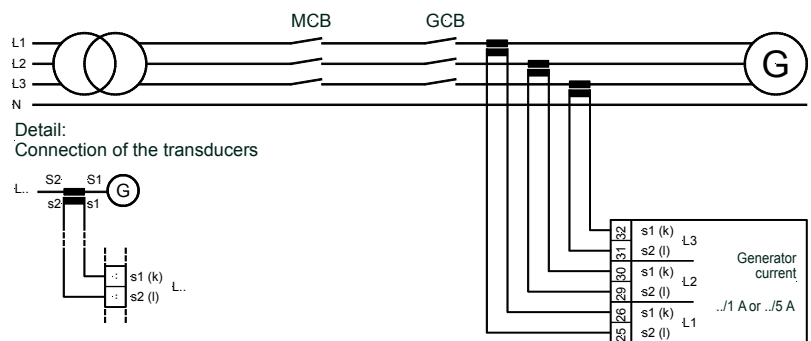 MCB GCB
L1
L2
L3
N
G
Detail:
Connection of the transducers
L.. S2 S1 G
s2 s1
s1 (k)
s2 (l)
L..
32 s1 (k)
31 s2 (l)
L3
30 s1 (k)
29 s2 (l)
L2
26 s1 (k)
25 s2 (l)
L1
Generator
current
../1 A or ../5 A